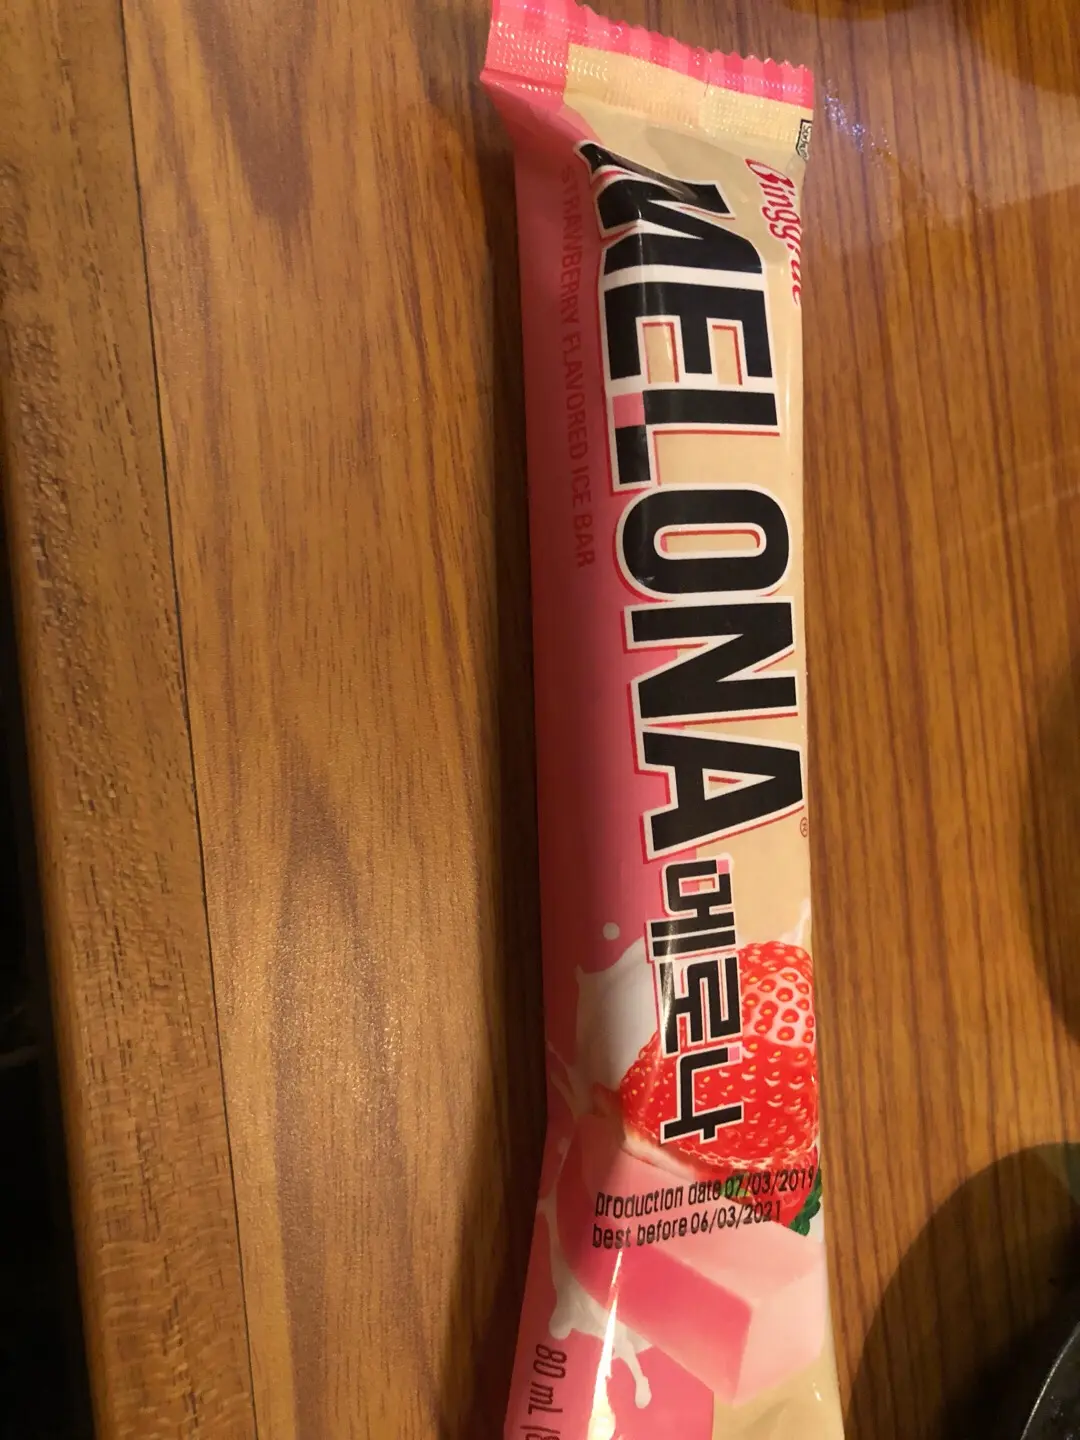 Binggrae
MELONA
메로나
STRAWBERRY FLAVORED ICE BAR
production date 07/03/2019
best before 06/03/2021
80 mL